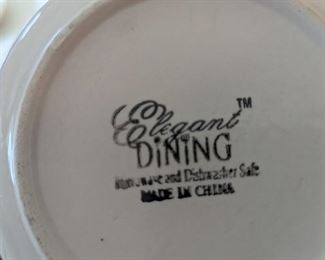 Elegant™
DINING
Microwave and Dishwasher Safe
MADE IN CHINA